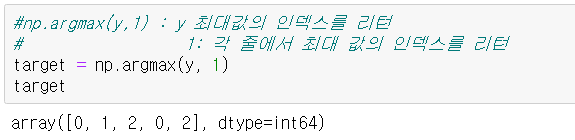 #np.argmax(y,1) : y 최대값의 인덱스를 리턴
#                1: 각 줄에서 최대 값의 인덱스를 리턴
target = np.argmax(y, 1)
target
array([0, 1, 2, 0, 2], dtype=int64)